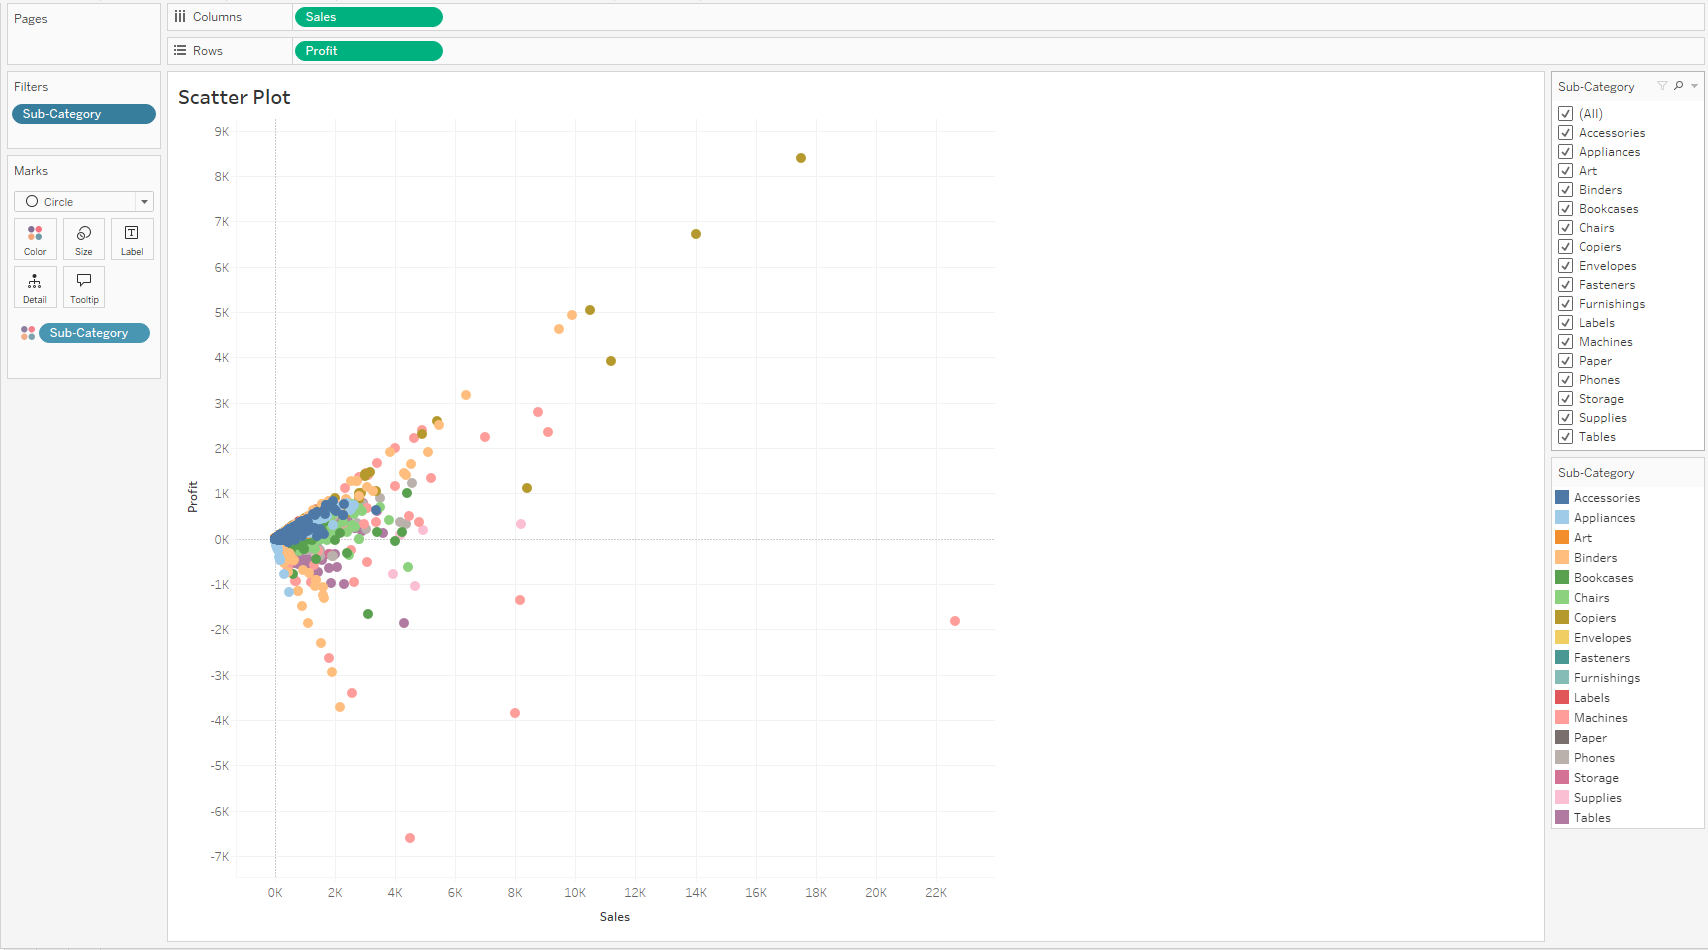 Pages
Columns
Sales
Rows
Profit
Filters
Sub-Category
Marks
Circle
Color
Size
Label
Detail
Tooltip
Sub-Category
Scatter Plot
9K
8K
7K
6K
5K
4K
3K
2K
1K
0K
-1K
-2K
-3K
-4K
-5K
-6K
-7K
Profit
0K 2K 4K 6K 8K 10K 12K 14K 16K 18K 20K 22K
Sales
Sub-Category
(All)
Accessories
Appliances
Art
Binders
Bookcases
Chairs
Copiers
Envelopes
Fasteners
Furnishings
Labels
Machines
Paper
Phones
Storage
Supplies
Tables
Sub-Category
Accessories
Appliances
Art
Binders
Bookcases
Chairs
Copiers
Envelopes
Fasteners
Furnishings
Labels
Machines
Paper
Phones
Storage
Supplies
Tables